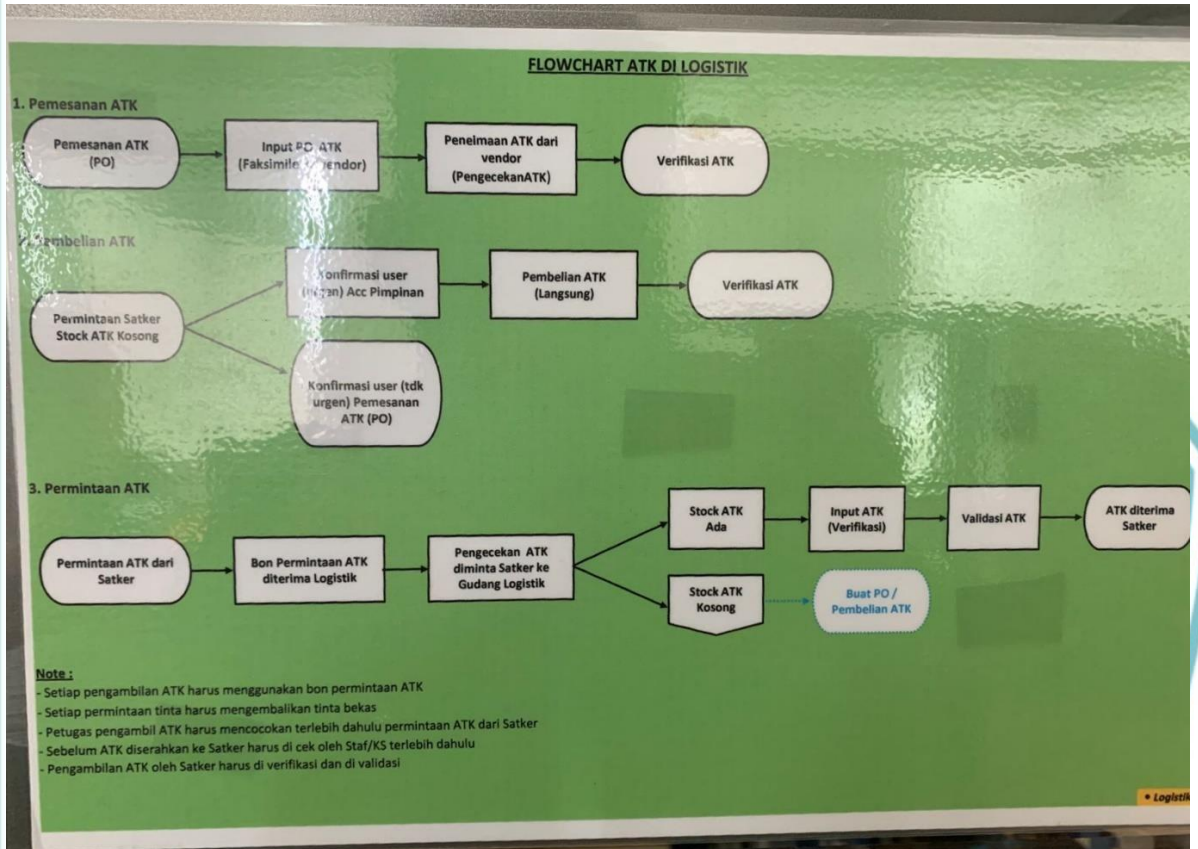 FLOWCHART ATK DI LOGISTIK
1. Pemesanan ATK
Pemesanan ATK
(PO)
Input PO ATK
(Faksimile vendor)
Peneimaan ATK dari
vendor
(PengecekanATK)
Verifikasi ATK
Pembelian ATK
Permintaan Satker
Stock ATK Kosong
Konfirmasi user
(urgen) Acc Pimpinan
Pembelian ATK
(Langsung)
Verifikasi ATK
Konfirmasi user (tdk
urgen) Pemesanan
ATK (PO)
3. Permintaan ATK
Permintaan ATK dari
Satker
Bon Permintaan ATK
diterima Logistik
Pengecekan ATK
diminta Satker ke
Gudang Logistik
Stock ATK
Ada
Input ATK
(Verifikasi)
Validasi ATK
ATK diterima
Satker
Stock ATK
Kosong
Buat PO /
Pembelian ATK
Note :
- Setiap pengambilan ATK harus menggunakan bon permintaan ATK
- Setiap permintaan tinta harus mengembalikan tinta bekas
- Petugas pengambil ATK harus mencocokan terlebih dahulu permintaan ATK dari Satker
- Sebelum ATK diserahkan ke Satker harus di cek oleh Staf/KS terlebih dahulu
- Pengambilan ATK oleh Satker harus di verifikasi dan di validasi
• Logistik